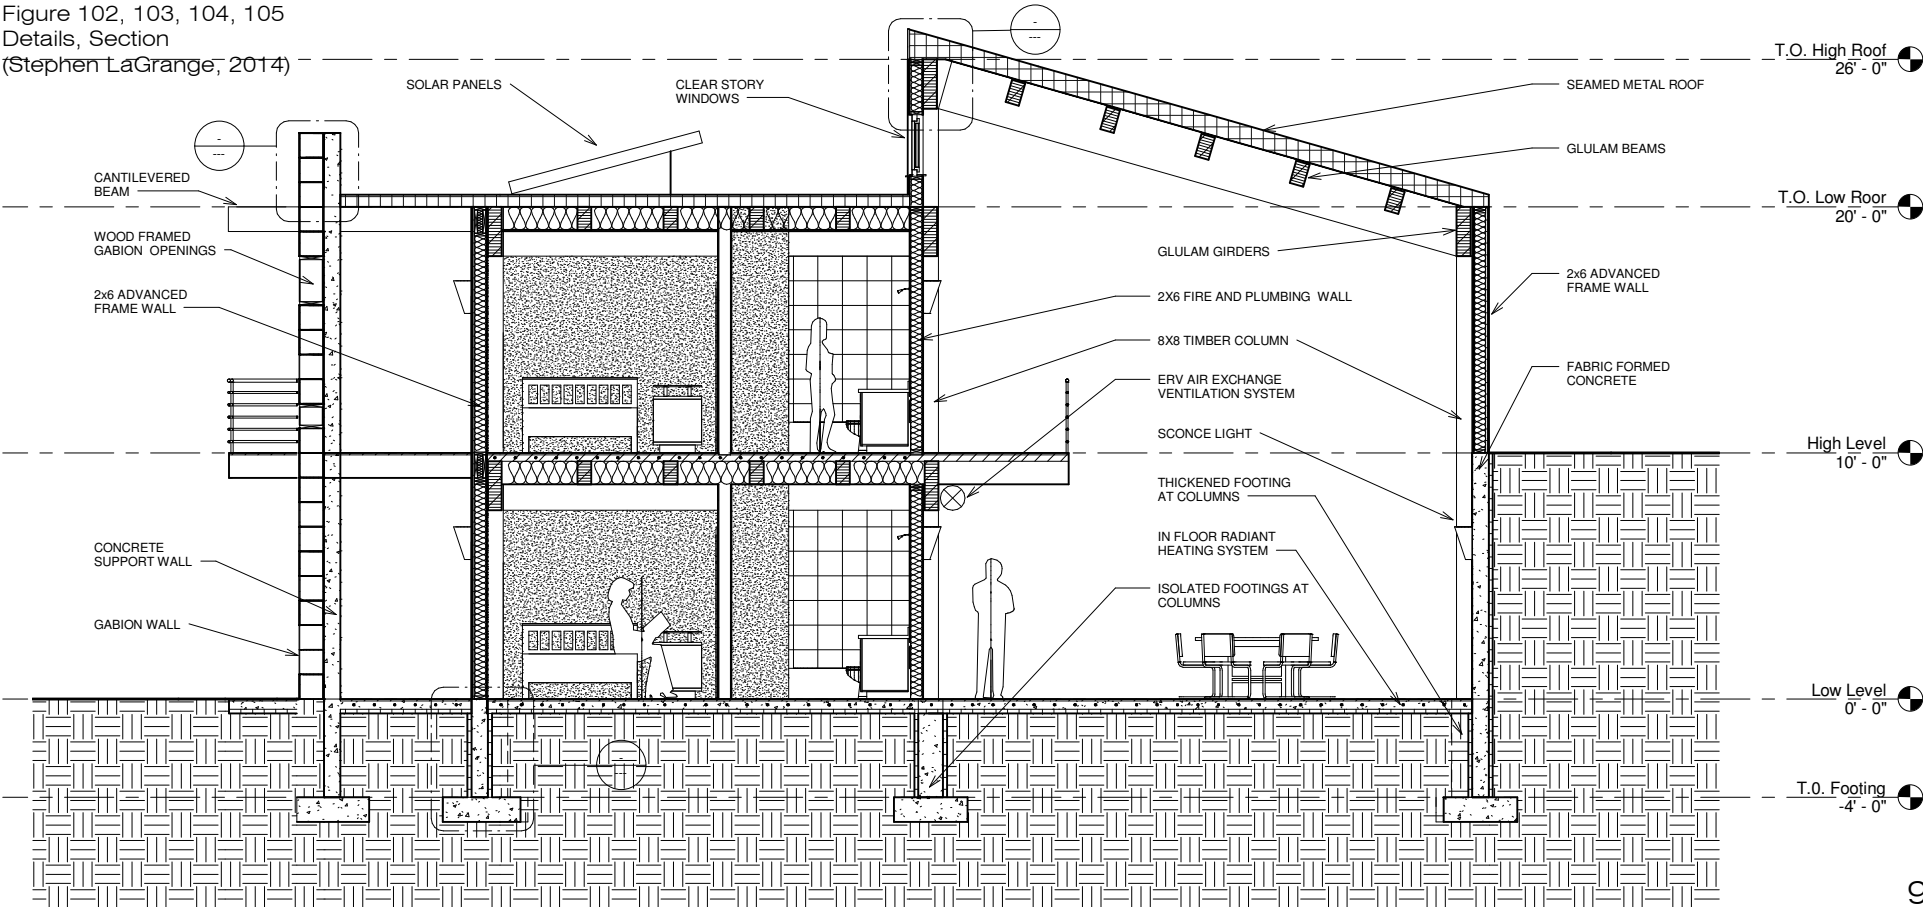 Figure 102, 103, 104, 105
Details, Section
(Stephen LaGrange, 2014)
SOLAR PANELS
CLEAR STORY
WINDOWS
CANTILEVERED
BEAM
WOOD FRAMED
GABION OPENINGS
2x6 ADVANCED
FRAME WALL
CONCRETE
SUPPORT WALL
GABION WALL
SEAMED METAL ROOF
GLULAM BEAMS
GLULAM GIRDERS
2X6 FIRE AND PLUMBING WALL
8X8 TIMBER COLUMN
ERV AIR EXCHANGE
VENTILATION SYSTEM
SCONCE LIGHT
THICKENED FOOTING
AT COLUMNS
IN FLOOR RADIANT
HEATING SYSTEM
ISOLATED FOOTINGS AT
COLUMNS
2x6 ADVANCED
FRAME WALL
FABRIC FORMED
CONCRETE
T.O. High Roof
26' - 0"
T.O. Low Roor
20' - 0"
High Level
10' - 0"
Low Level
0' - 0"
T.0. Footing
-4' - 0"